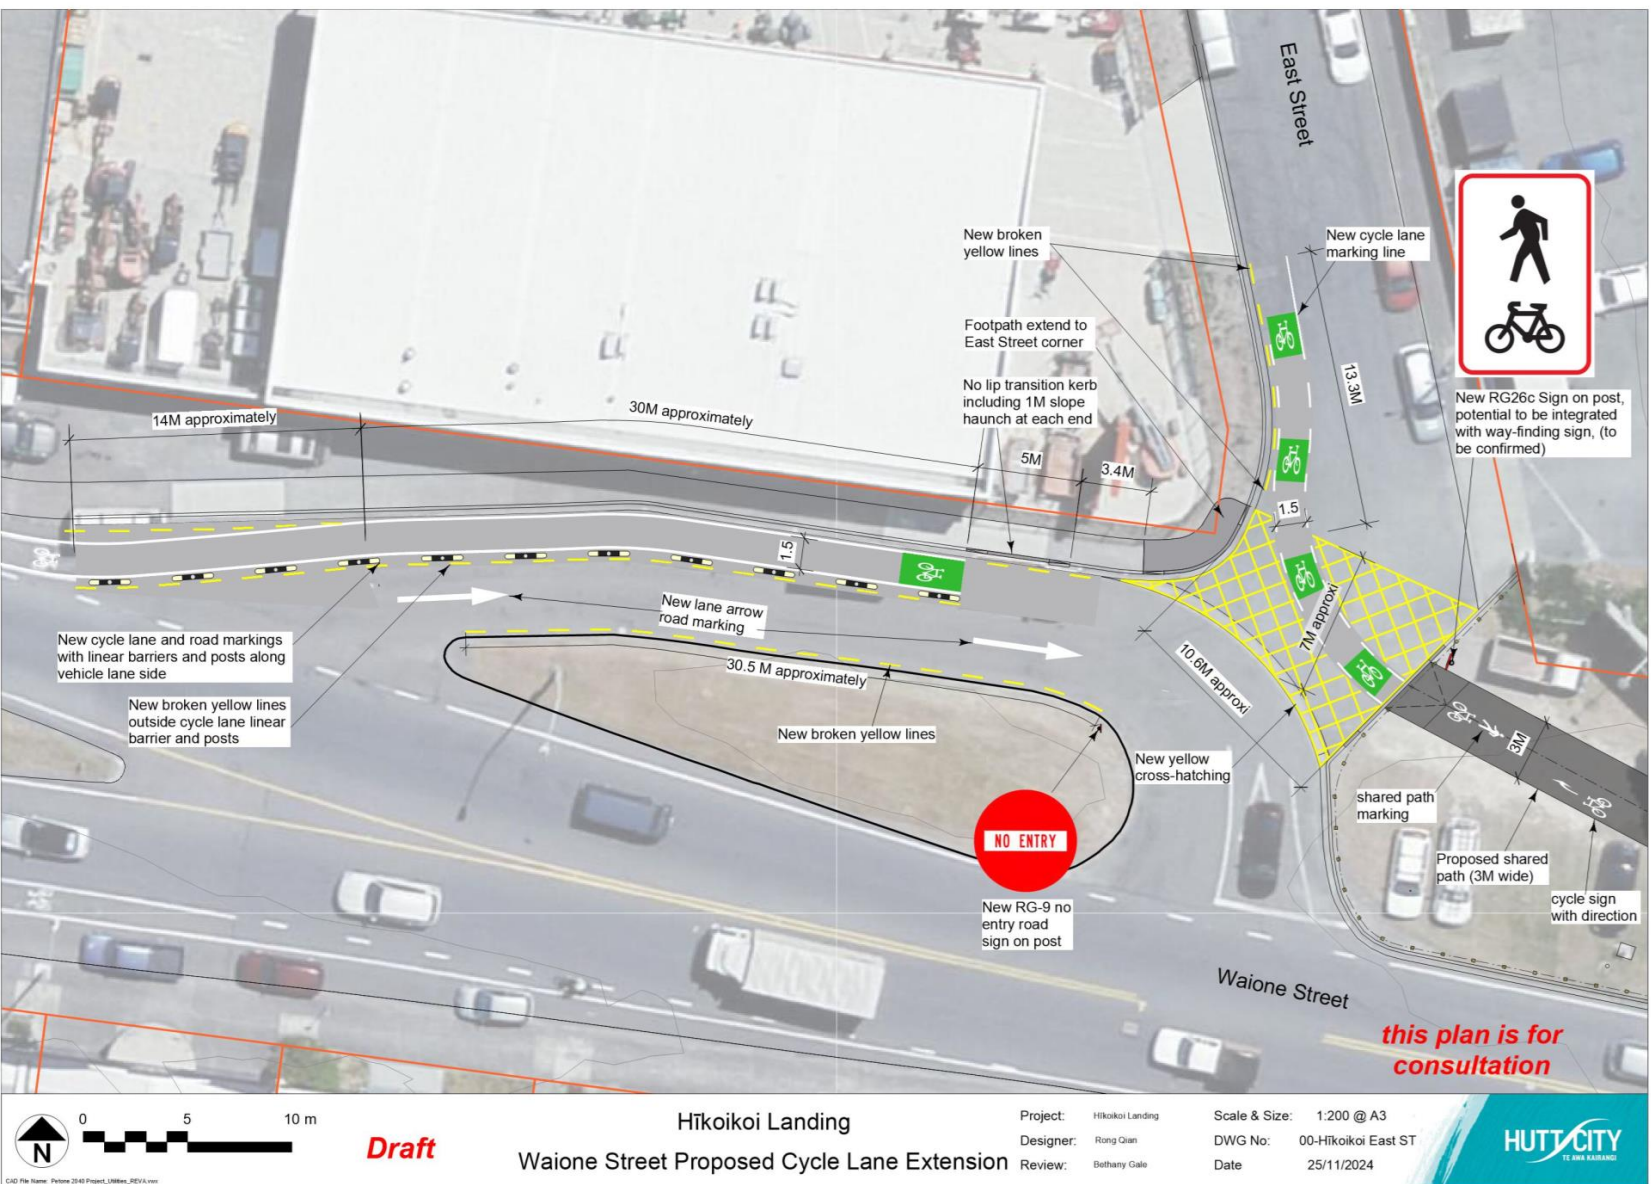 East Street
New broken
yellow lines
New cycle lane
marking line
Footpath extend to
East Street corner
No lip transition kerb
including 1M slope
haunch at each end
13.3M
New RG26c Sign on post,
potential to be integrated
with way-finding sign, (to
be confirmed)
14M approximately
30M approximately
5M
3.4M
1.5
1.5
New lane arrow
road marking
7M approxi
10.6M approxi
New cycle lane and road markings
with linear barriers and posts along
vehicle lane side
30.5 M approximately
New broken yellow lines
outside cycle lane linear
barrier and posts
New broken yellow lines
New yellow
cross-hatching
3M
shared path
marking
Proposed shared
path (3M wide)
cycle sign
with direction
NO ENTRY
New RG-9 no
entry road
sign on post
Waione Street
this plan is for
consultation
N
0 5 10 m
Draft
Hīkoikoi Landing
Waione Street Proposed Cycle Lane Extension
Project: Hīkoikoi Landing
Designer: Rong Qian
Review: Bethany Gale
Scale & Size: 1:200 @ A3
DWG No: 00-Hīkoikoi East ST
Date 25/11/2024
HUTT CITY
TE AWA KAIRANGI
CAD File Name: Petone 2040 Project_Utilities_REVA.vwx